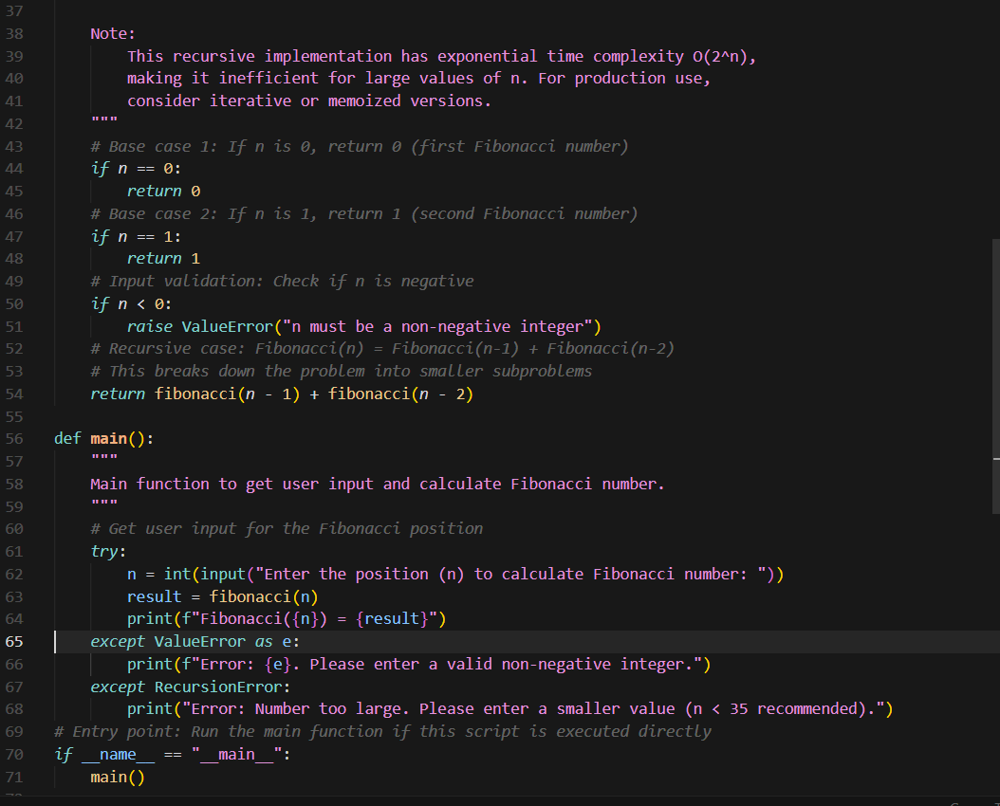 37
38 Note:
39 This recursive implementation has exponential time complexity O(2^n),
40 making it inefficient for large values of n. For production use,
41 consider iterative or memoized versions.
42 """
43 # Base case 1: If n is 0, return 0 (first Fibonacci number)
44 if n == 0:
45 return 0
46 # Base case 2: If n is 1, return 1 (second Fibonacci number)
47 if n == 1:
48 return 1
49 # Input validation: Check if n is negative
50 if n < 0:
51 raise ValueError("n must be a non-negative integer")
52 # Recursive case: Fibonacci(n) = Fibonacci(n-1) + Fibonacci(n-2)
53 # This breaks down the problem into smaller subproblems
54 return fibonacci(n - 1) + fibonacci(n - 2)
55
56 def main():
57 """
58 Main function to get user input and calculate Fibonacci number.
59 """
60 # Get user input for the Fibonacci position
61 try:
62 n = int(input("Enter the position (n) to calculate Fibonacci number: "))
63 result = fibonacci(n)
64 print(f"Fibonacci({n}) = {result}")
65 except ValueError as e:
66 print(f"Error: {e}. Please enter a valid non-negative integer.")
67 except RecursionError:
68 print("Error: Number too large. Please enter a smaller value (n < 35 recommended).")
69 # Entry point: Run the main function if this script is executed directly
70 if __name__ == "__main__":
71 main()